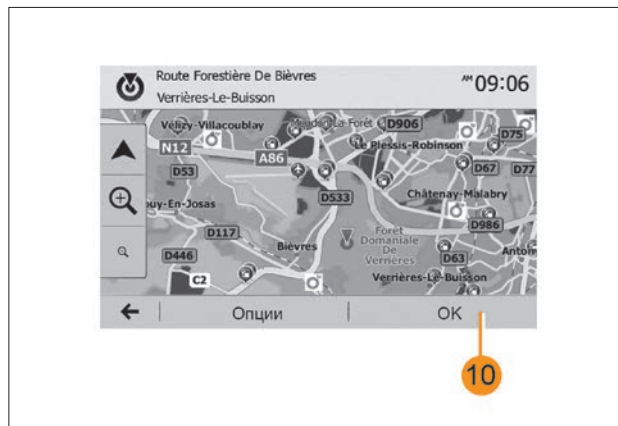 Route Forestière De Bièvres
AM 09:06
Verrières-Le-Buisson
Vélizy-Villacoublay
Meudon-La-Forêt
D906
D75
N12
Le Plessis-Robinson
A86
D53
D67
D77
D533
Châtenay-Malabry
ouy-En-Josas
D986
D117
Forêt
Domaniale
De
Verrières
Bièvres
D446
D63
Antony
C2
Verrières-Le-Buisson
Опции
OK
10